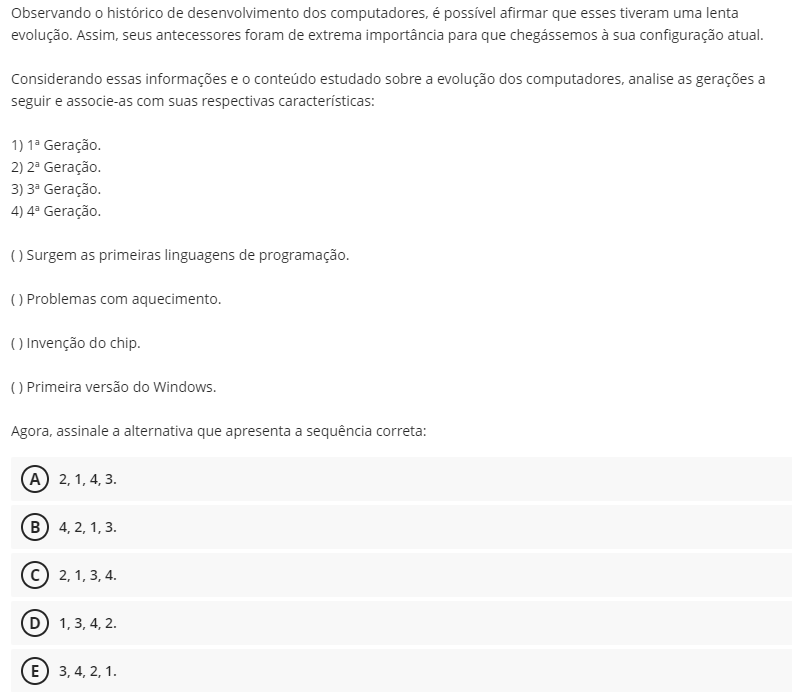 Observando o histórico de desenvolvimento dos computadores, é possível afirmar que esses tiveram uma lenta
evolução. Assim, seus antecessores foram de extrema importância para que chegássemos à sua configuração atual.
Considerando essas informações e o conteúdo estudado sobre a evolução dos computadores, analise as gerações a
seguir e associe-as com suas respectivas características:
1) 1ª Geração.
2) 2ª Geração.
3) 3ª Geração.
4) 4ª Geração.
( ) Surgem as primeiras linguagens de programação.
( ) Problemas com aquecimento.
( ) Invenção do chip.
( ) Primeira versão do Windows.
Agora, assinale a alternativa que apresenta a sequência correta:
A 2, 1, 4, 3.
B 4, 2, 1, 3.
C 2, 1, 3, 4.
D 1, 3, 4, 2.
E 3, 4, 2, 1.